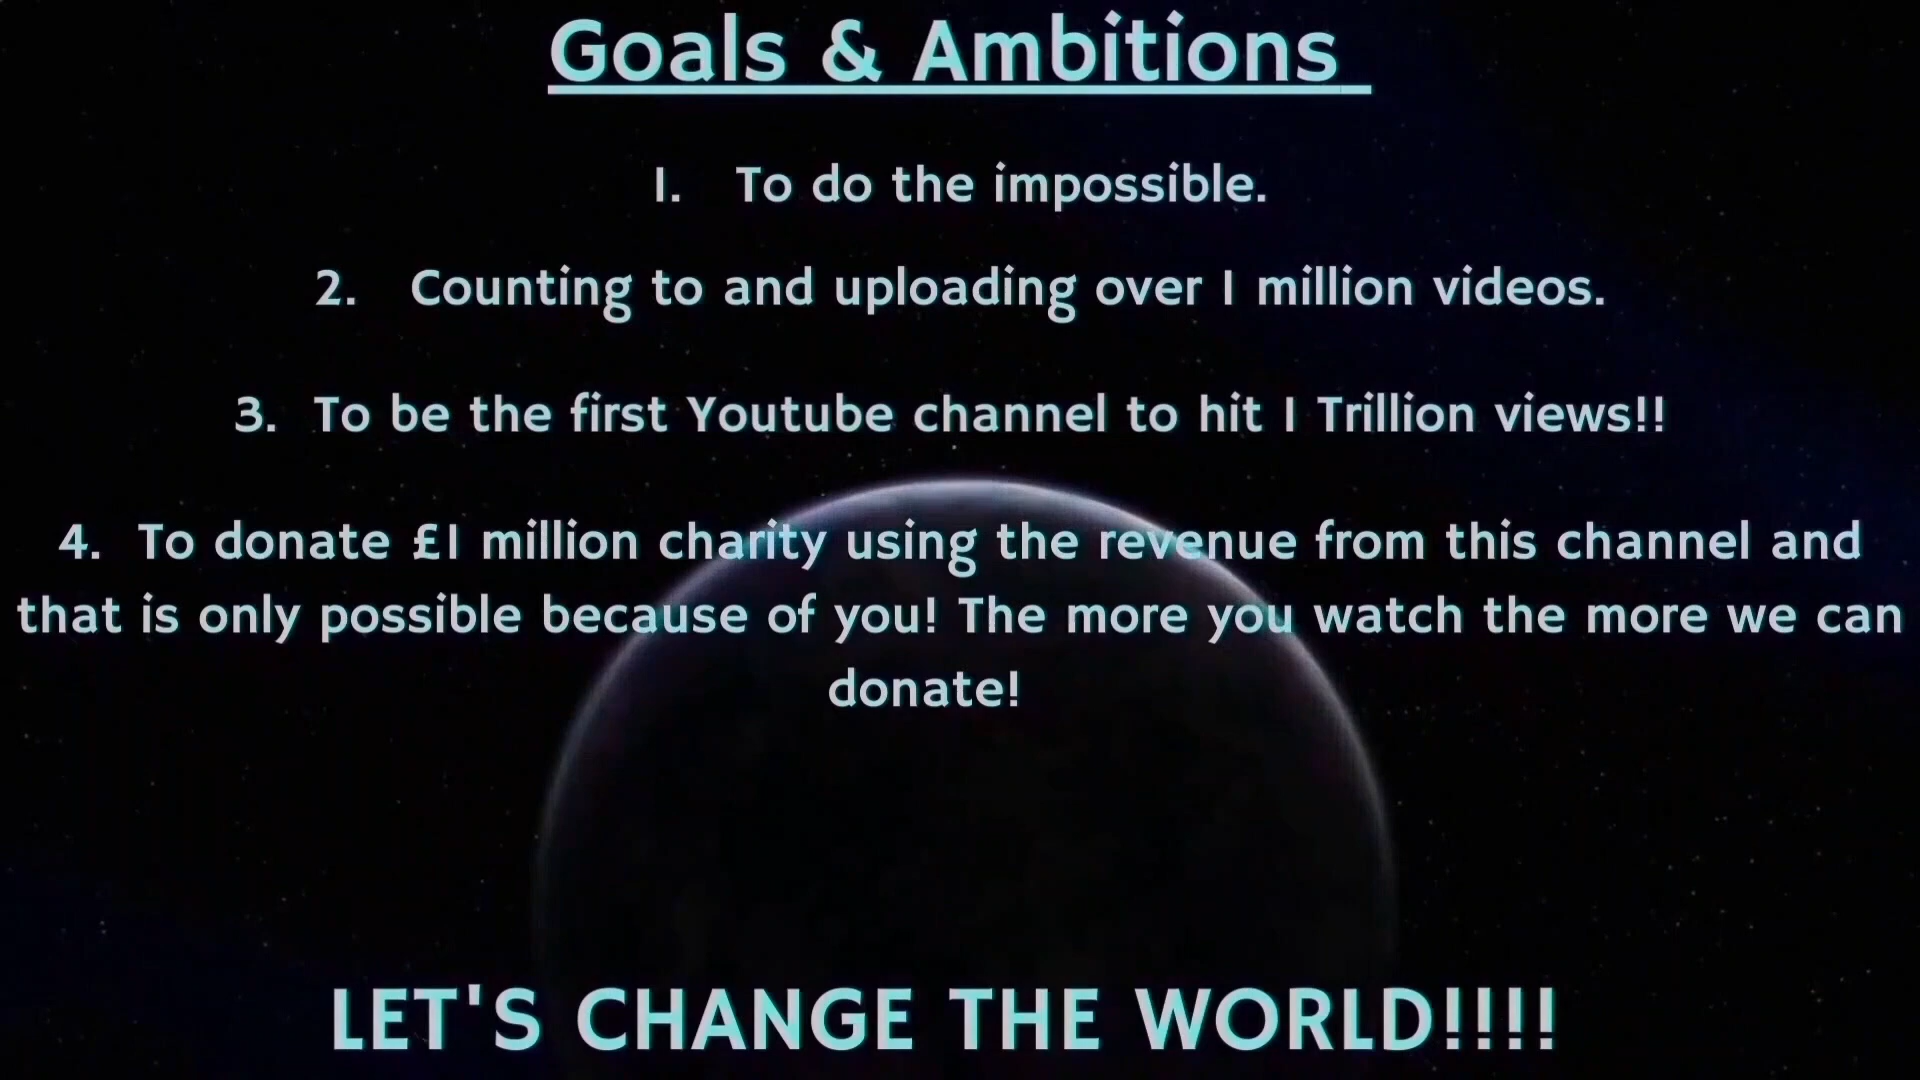 Goals & Ambitions
1. To do the impossible.
2. Counting to and uploading over 1 million videos.
3. To be the first Youtube channel to hit 1 Trillion views!!
4. To donate £1 million charity using the revenue from this channel and
that is only possible because of you! The more you watch the more we can
donate!
LET'S CHANGE THE WORLD!!!!